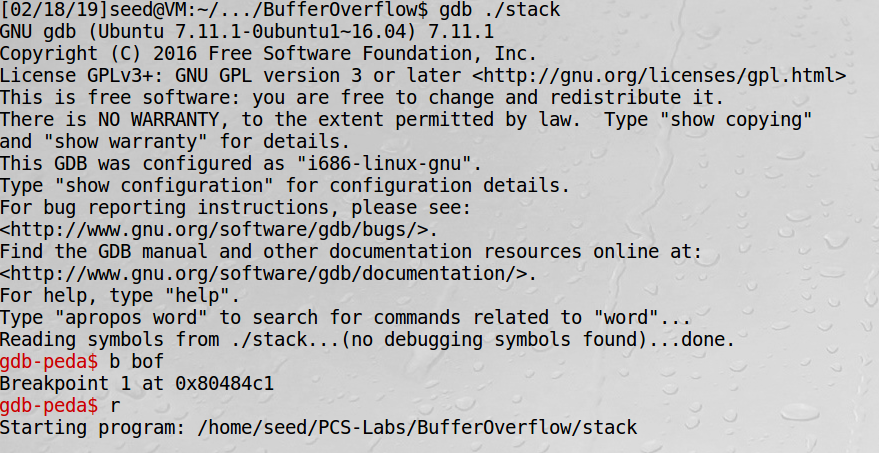 [02/18/19]seed@VM:~/.../BufferOverflow$ gdb ./stack
GNU gdb (Ubuntu 7.11.1-0ubuntu1~16.04) 7.11.1
Copyright (C) 2016 Free Software Foundation, Inc.
License GPLv3+: GNU GPL version 3 or later <http://gnu.org/licenses/gpl.html>
This is free software: you are free to change and redistribute it.
There is NO WARRANTY, to the extent permitted by law.  Type "show copying"
and "show warranty" for details.
This GDB was configured as "i686-linux-gnu".
Type "show configuration" for configuration details.
For bug reporting instructions, please see:
<http://www.gnu.org/software/gdb/bugs/>.
Find the GDB manual and other documentation resources online at:
<http://www.gnu.org/software/gdb/documentation/>.
For help, type "help".
Type "apropos word" to search for commands related to "word"...
Reading symbols from ./stack...(no debugging symbols found)...done.
gdb-peda$ b bof
Breakpoint 1 at 0x80484c1
gdb-peda$ r
Starting program: /home/seed/PCS-Labs/BufferOverflow/stack